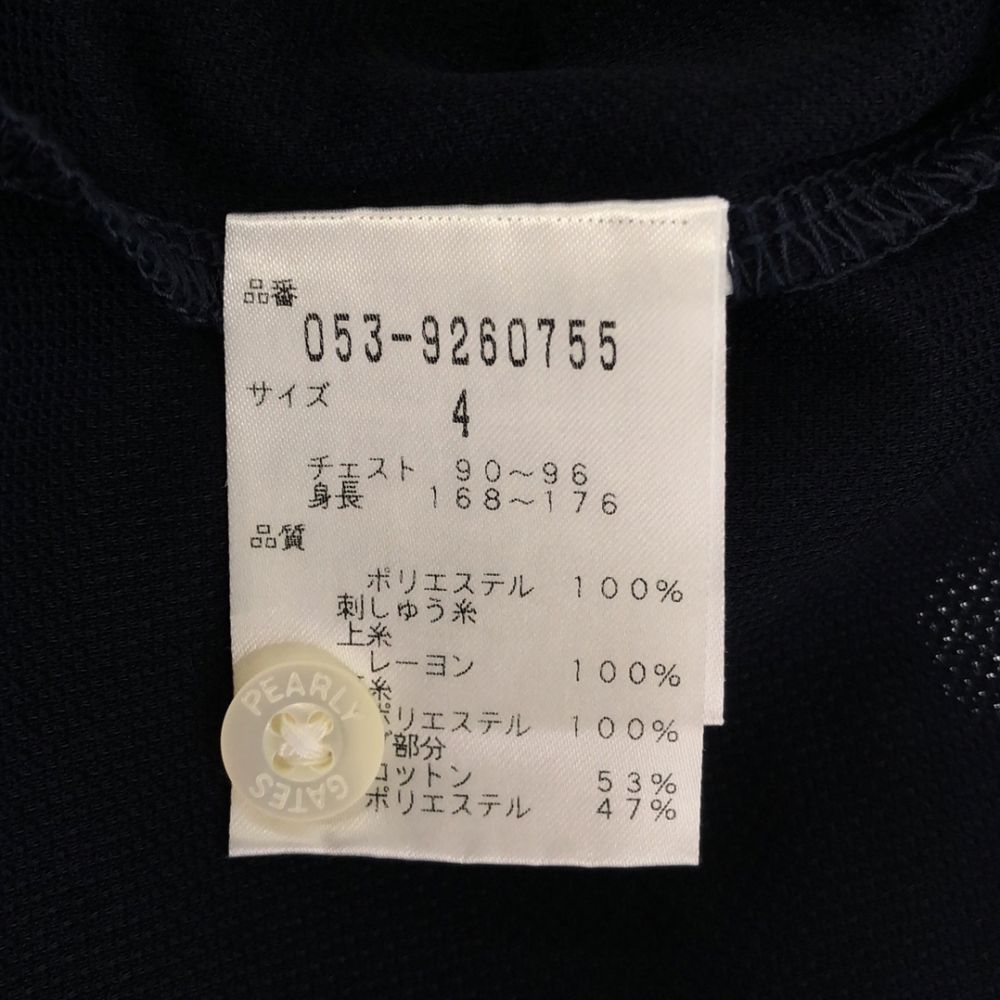 品番
053-9260755
サイズ 4
チェスト 90～96
身長 168～176
品質
ポリエステル 100%
刺しゅう糸
上糸
レーヨン 100%
糸
ポリエステル 100%
部分
コットン 53%
ポリエステル 47%
PEARLY
GATES